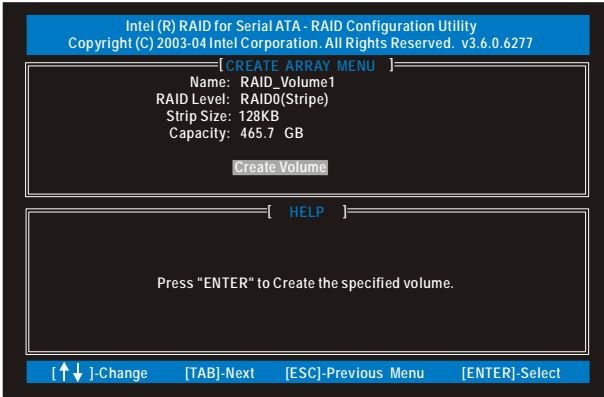 Intel (R) RAID for Serial ATA - RAID Configuration
Utility
Copyright (C) 2003-04 Intel Corporation. All Rights Reserved. v3.6.0.6277
[CREATE ARRAY MENU ]
Name: RAID_Volume1
RAID Level: RAID0(Stripe)
Strip Size: 128KB
Capacity: 465.7 GB
Create Volume
[ HELP ]
Press "ENTER" to Create the specified volume.
[↑↓ ]-Change [TAB]-Next [ESC]-Previous Menu [ENTER]-Select